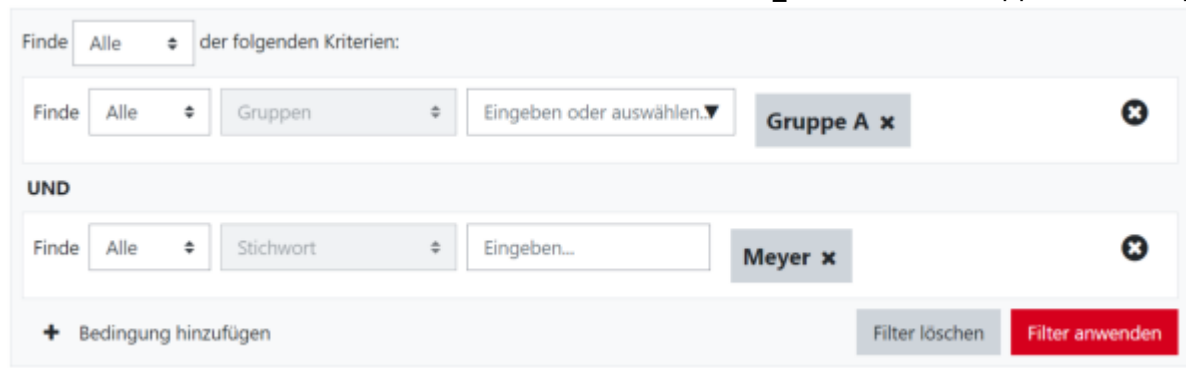 Finde Alle der folgenden Kriterien:
Finde Alle Gruppen Eingeben oder auswählen..▼ Gruppe A ×
UND
Finde Alle Stichwort Eingeben... Meyer ×
+ Bedingung hinzufügen Filter löschen Filter anwenden